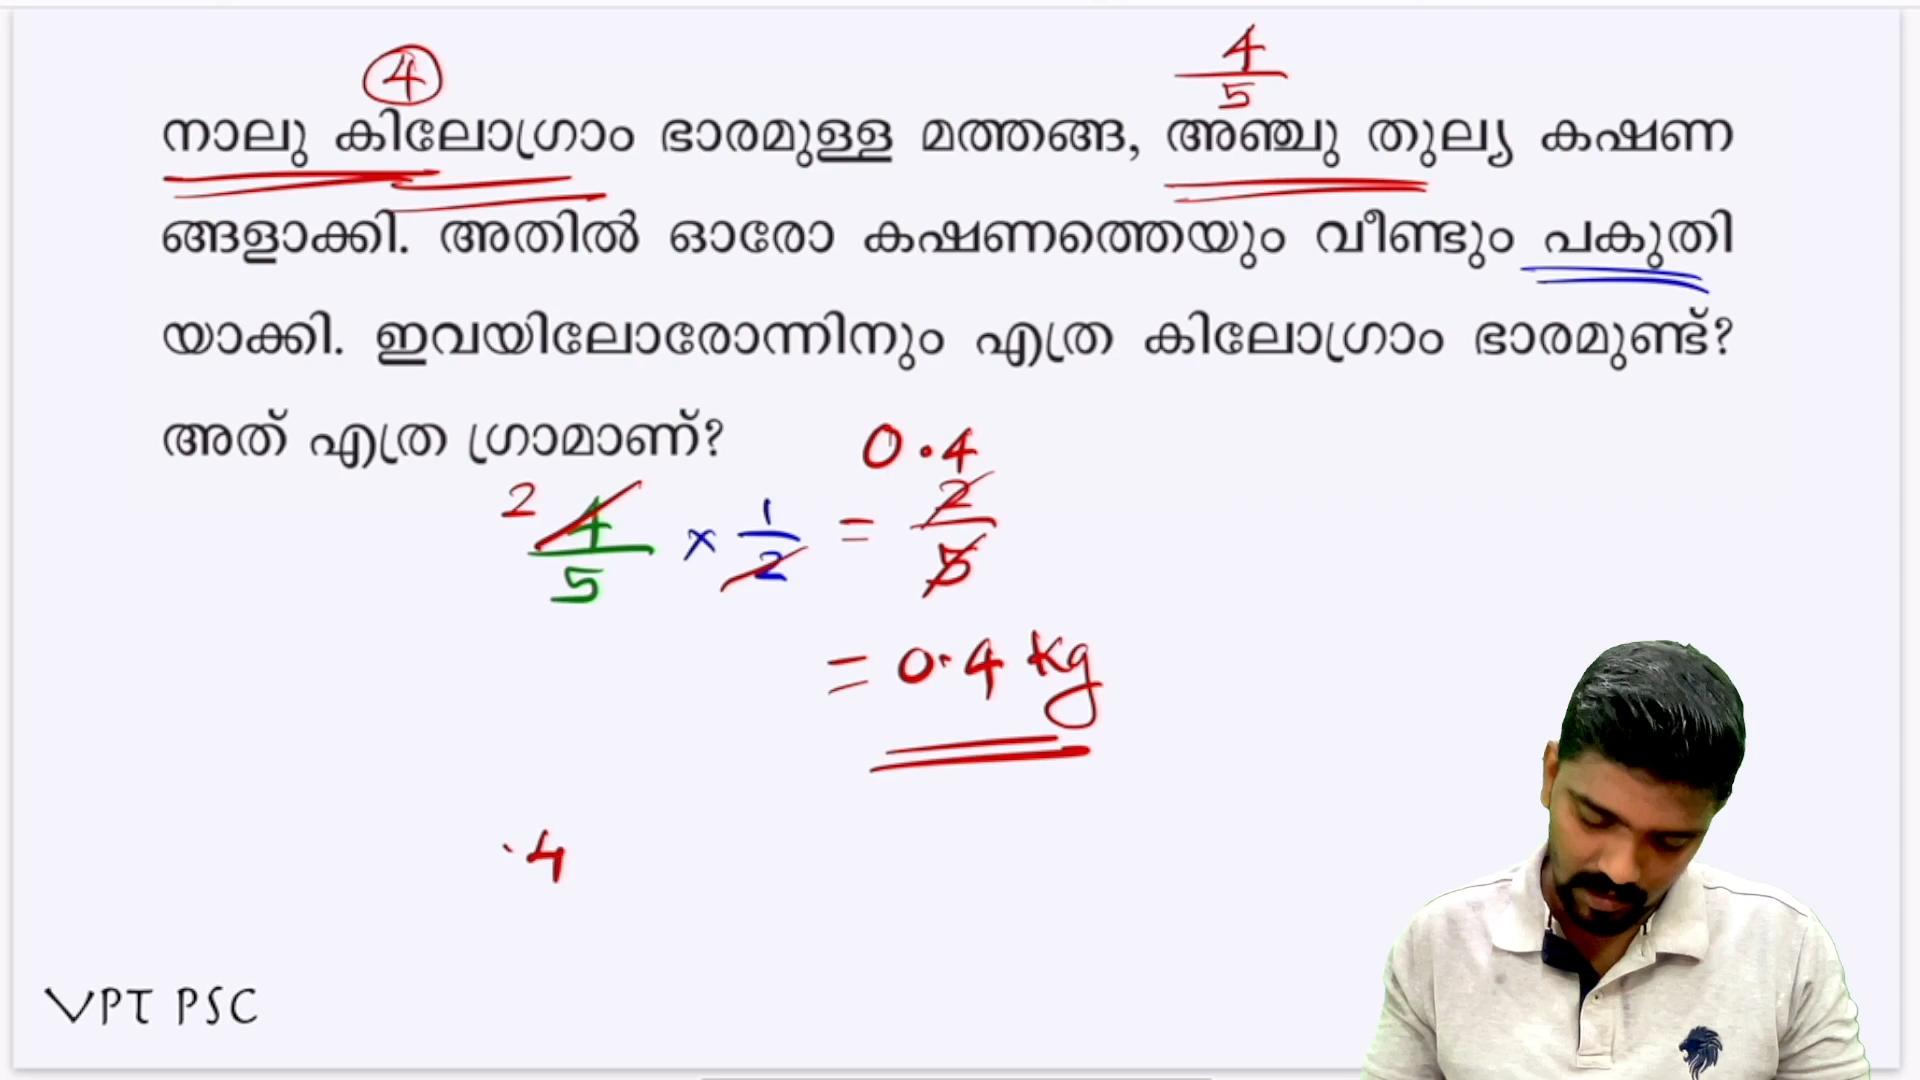 4
4/5
നാലു കിലോഗ്രാം ഭാരമുള്ള മത്തങ്ങ, അഞ്ചു തുല്യ കഷണ
ങ്ങളാക്കി. അതിൽ ഓരോ കഷണത്തെയും വീണ്ടും പകുതി
യാക്കി. ഇവയിലോരോന്നിനും എത്ര കിലോഗ്രാം ഭാരമുണ്ട്?
അത് എത്ര ഗ്രാമാണ്?
0.4
2 4/5 × 1/2 = 2/5
= 0.4 kg
.4
VPT PSC